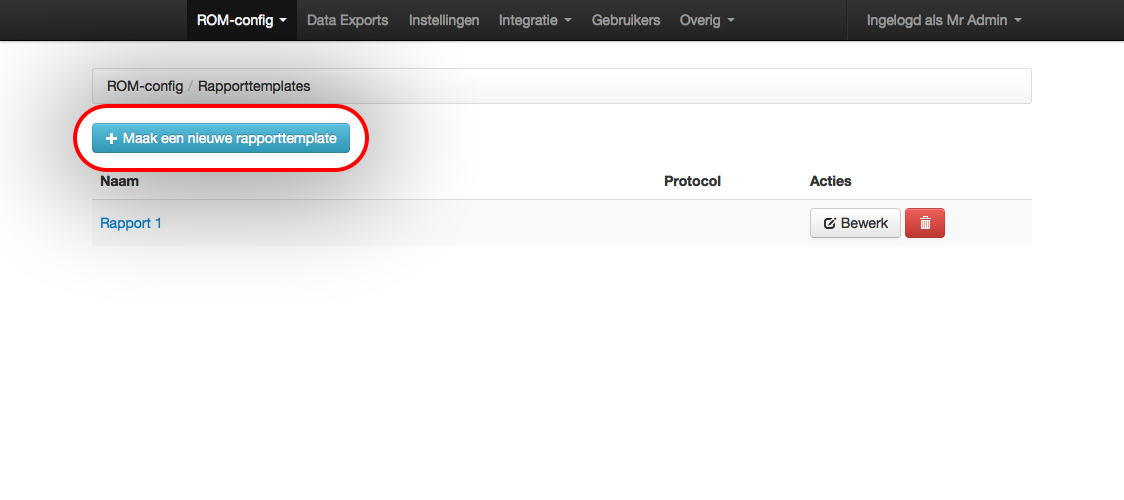 ROM-config Data Exports Instellingen Integratie Gebruikers Overig Ingelogd als Mr Admin
ROM-config / Rapporttemplates
Maak een nieuwe rapporttemplate
Naam Protocol Acties
Rapport 1 Bewerk